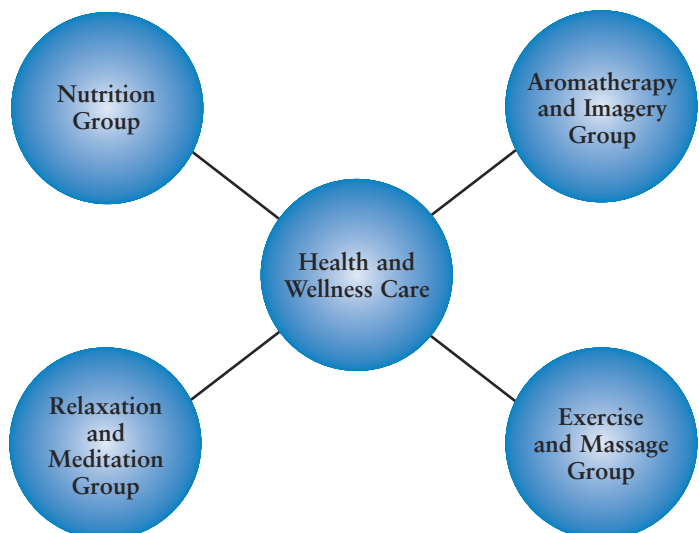 Nutrition
Group
Aromatherapy
and Imagery
Group
Health and
Wellness Care
Relaxation
and
Meditation
Group
Exercise
and Massage
Group